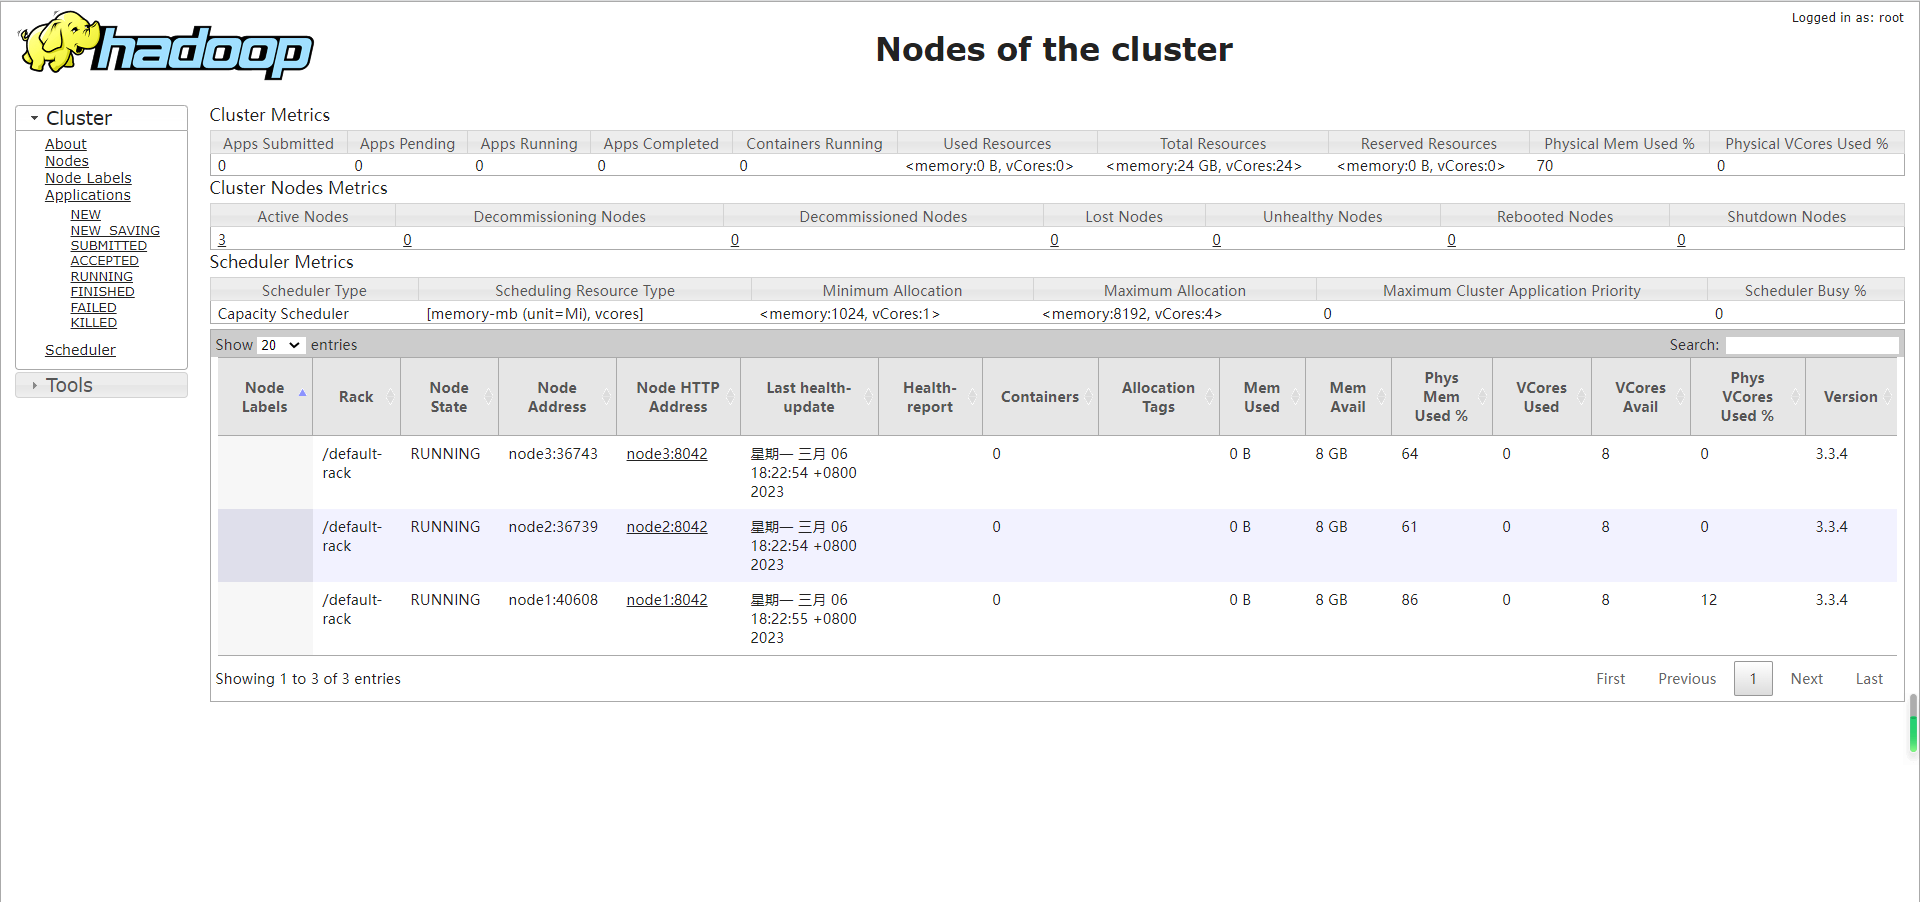 hadoop
Logged in as: root
Nodes of the cluster
Cluster
About
Nodes
Node Labels
Applications
NEW
NEW_SAVING
SUBMITTED
ACCEPTED
RUNNING
FINISHED
FAILED
KILLED
Scheduler
Tools
Cluster Metrics
Apps Submitted Apps Pending Apps Running Apps Completed Containers Running Used Resources Total Resources Reserved Resources Physical Mem Used % Physical VCores Used %
0 0 0 0 0 <memory:0 B, vCores:0> <memory:24 GB, vCores:24> <memory:0 B, vCores:0> 70 0
Cluster Nodes Metrics
Active Nodes Decommissioning Nodes Decommissioned Nodes Lost Nodes Unhealthy Nodes Rebooted Nodes Shutdown Nodes
3 0 0 0 0 0 0
Scheduler Metrics
Scheduler Type Scheduling Resource Type Minimum Allocation Maximum Allocation Maximum Cluster Application Priority Scheduler Busy %
Capacity Scheduler [memory-mb (unit=Mi), vcores] <memory:1024, vCores:1> <memory:8192, vCores:4> 0 0
Show 20 entries Search:
Node Labels Rack Node State Node Address Node HTTP Address Last health-update Health-report Containers Allocation Tags Mem Used Mem Avail Phys Mem Used % VCores Used VCores Avail Phys VCores Used % Version
/default-rack RUNNING node3:36743 node3:8042 星期一 三月 06 18:22:54 +0800 2023 0 0 B 8 GB 64 0 8 0 3.3.4
/default-rack RUNNING node2:36739 node2:8042 星期一 三月 06 18:22:54 +0800 2023 0 0 B 8 GB 61 0 8 0 3.3.4
/default-rack RUNNING node1:40608 node1:8042 星期一 三月 06 18:22:55 +0800 2023 0 0 B 8 GB 86 0 8 12 3.3.4
Showing 1 to 3 of 3 entries First Previous 1 Next Last